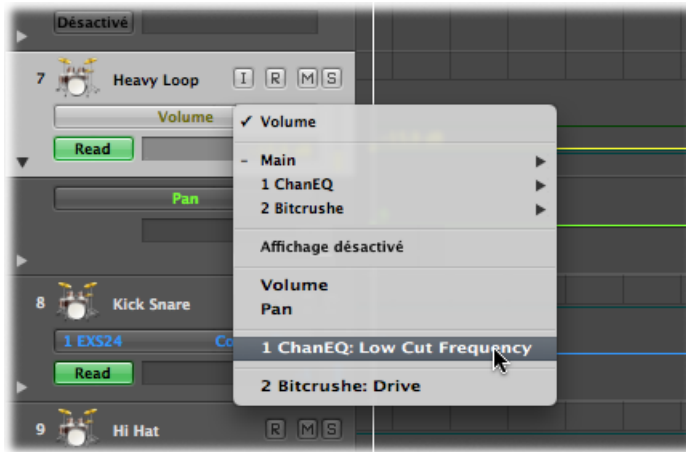 Désactivé
7 Heavy Loop I R M S
Volume
✓ Volume
Read
- Main
1 ChanEQ
Pan
2 Bitcrushe
Affichage désactivé
Volume
8 Kick Snare
Pan
1 EXS24 Co
1 ChanEQ: Low Cut Frequency
Read
2 Bitcrushe: Drive
9 Hi Hat R M S